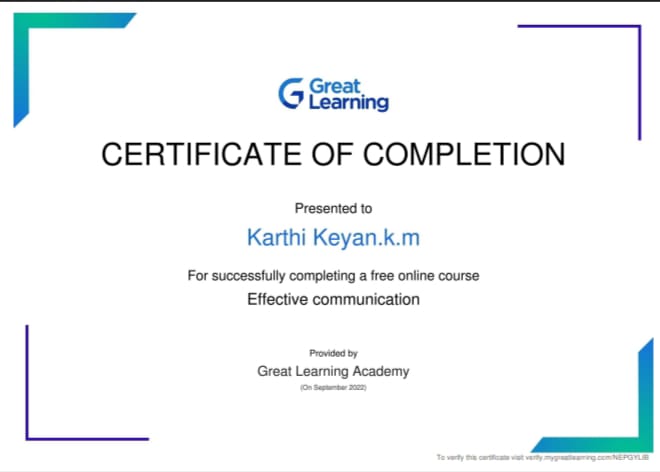 Great
Learning
CERTIFICATE OF COMPLETION
Presented to
Karthi Keyan.k.m
For successfully completing a free online course
Effective communication
Provided by
Great Learning Academy
(On September 2022)
To verify this certificate visit verify.mygreatlearning.com/NEPGYLIB